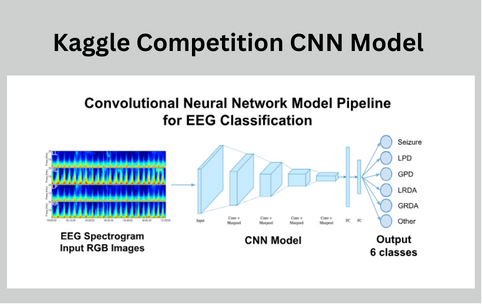 Kaggle Competition CNN Model
Convolutional Neural Network Model Pipeline
for EEG Classification
Seizure
LPD
GPD
LRDA
GRDA
Other
Input
Conv +
Maxpool
Conv +
Maxpool
Conv +
Maxpool
Conv +
Maxpool
FC
FC
EEG Spectrogram
Input RGB Images
CNN Model
Output
6 classes